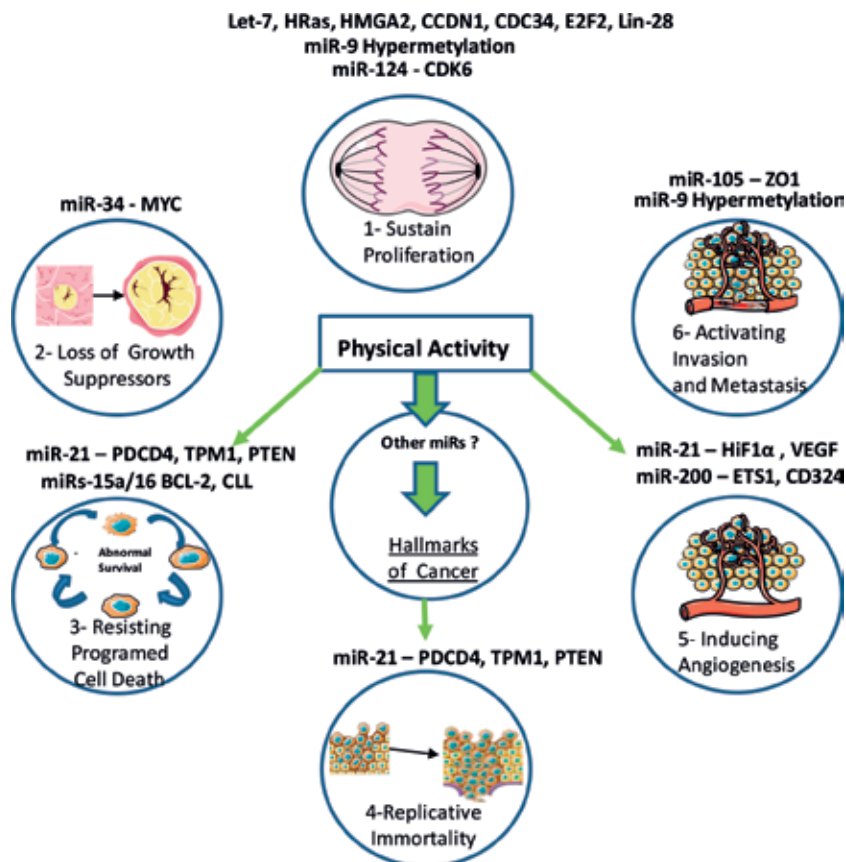 Let-7, HRas, HMGA2, CCDN1, CDC34, E2F2, Lin-28
miR-9 Hypermetylation
miR-124 - CDK6
1- Sustain
Proliferation
miR-34 - MYC
2- Loss of Growth
Suppressors
miR-105 – ZO1
miR-9 Hypermetylation
6- Activating
Invasion
and Metastasis
Physical Activity
Other miRs ?
Hallmarks
of Cancer
miR-21 – PDCD4, TPM1, PTEN
miRs-15a/16 BCL-2, CLL
- Abnormal
Survival
3- Resisting
Programed
Cell Death
miR-21 – HiF1α , VEGF
miR-200 – ETS1, CD324
5- Inducing
Angiogenesis
miR-21 – PDCD4, TPM1, PTEN
4-Replicative
Immortality